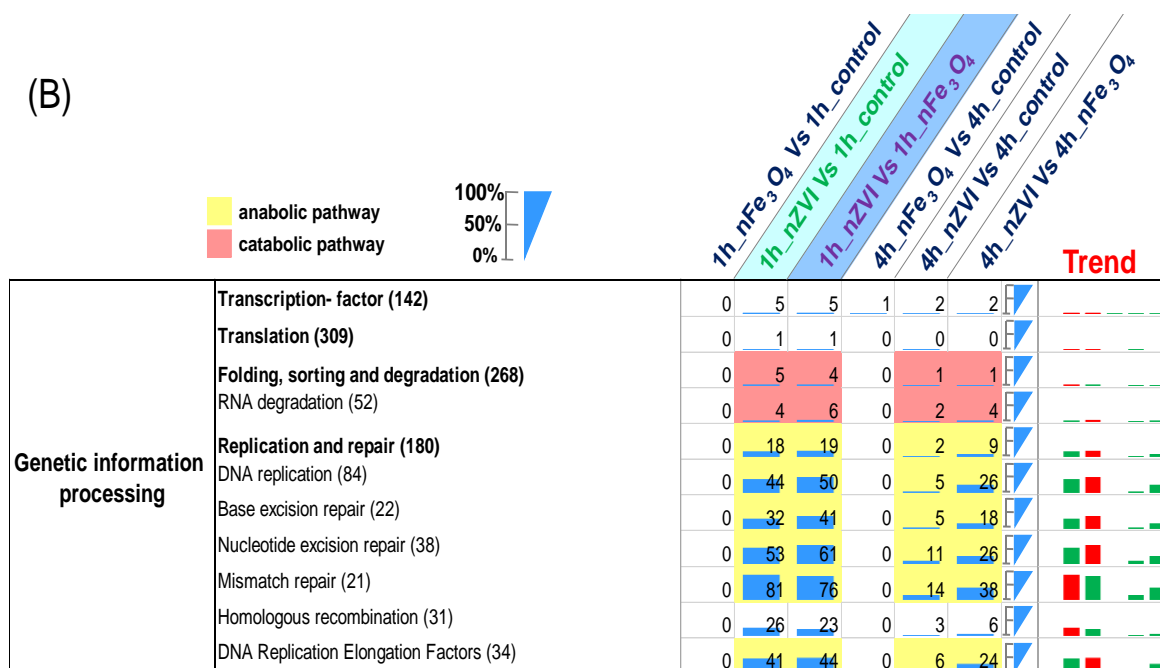 (B)
1h_nFe3O4 Vs 1h_control
1h_nZVI Vs 1h_control
1h_nZVI Vs 1h_nFe3O4
4h_nFe3O4 Vs 4h_control
4h_nZVI Vs 4h_control
4h_nZVI Vs 4h_nFe3O4
Trend
anabolic pathway
catabolic pathway
100%
50%
0%
Genetic information
processing
Transcription- factor (142) 0 5 5 1 2 2
Translation (309) 0 1 1 0 0 0
Folding, sorting and degradation (268) 0 5 4 0 1 1
RNA degradation (52) 0 4 6 0 2 4
Replication and repair (180) 0 18 19 0 2 9
DNA replication (84) 0 44 50 0 5 26
Base excision repair (22) 0 32 41 0 5 18
Nucleotide excision repair (38) 0 53 61 0 11 26
Mismatch repair (21) 0 81 76 0 14 38
Homologous recombination (31) 0 26 23 0 3 6
DNA Replication Elongation Factors (34) 0 41 44 0 6 24